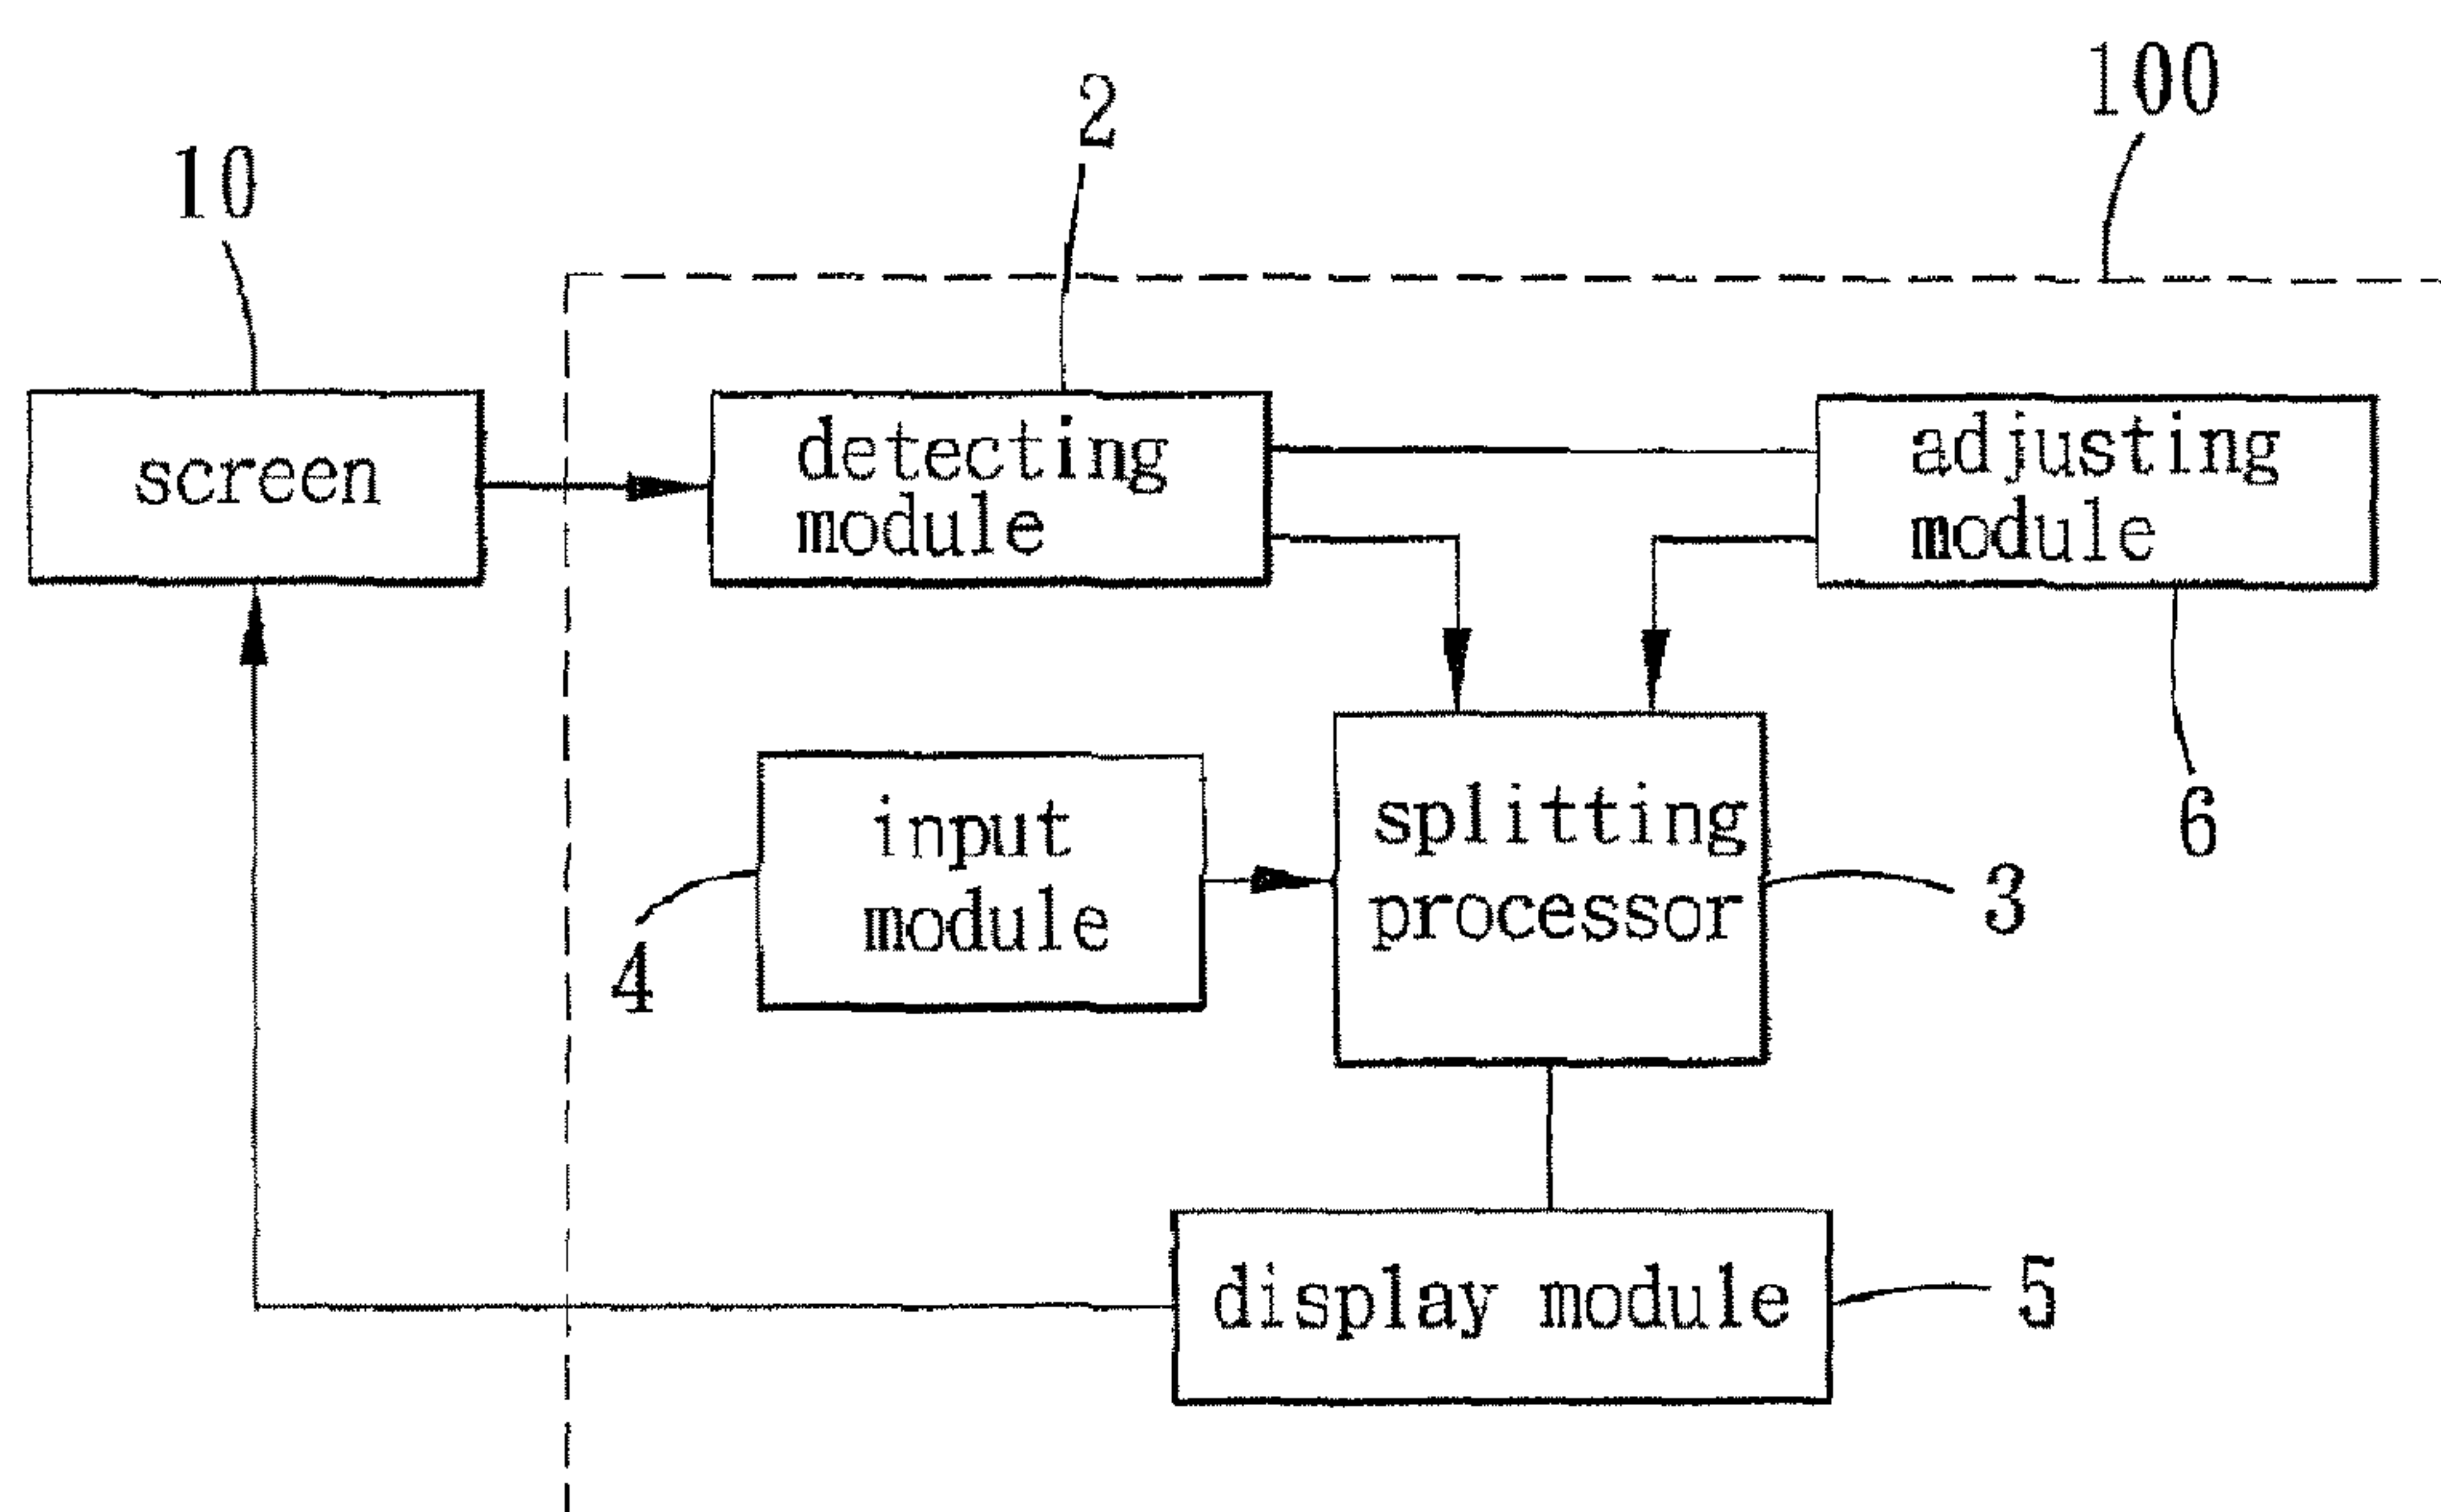 100
2
10
screen
detecting
module
adjusting
module
6
input
module
4
splitting
processor
3
display module
5